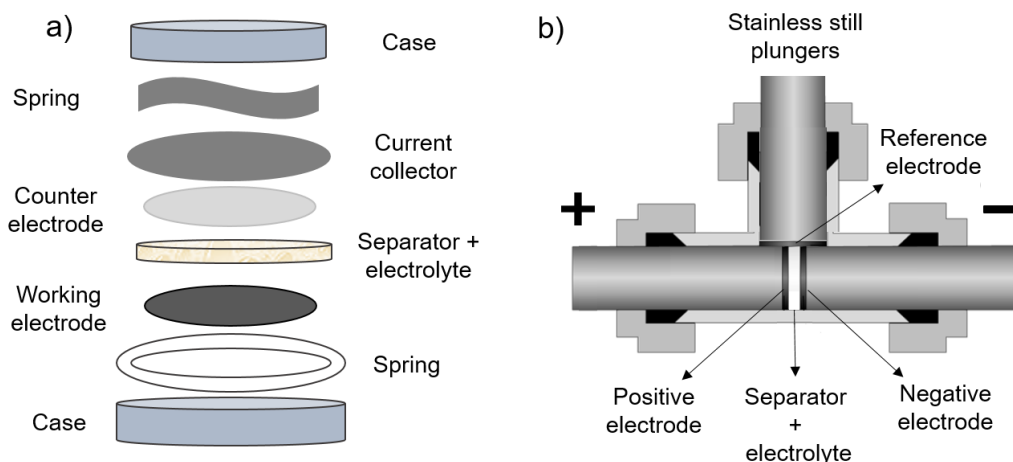 a)
Case
Spring
Current
collector
Counter
electrode
Separator +
electrolyte
Working
electrode
Spring
Case
b)
Stainless still
plungers
Reference
electrode
+
–
Positive
electrode
Separator
+
electrolyte
Negative
electrode